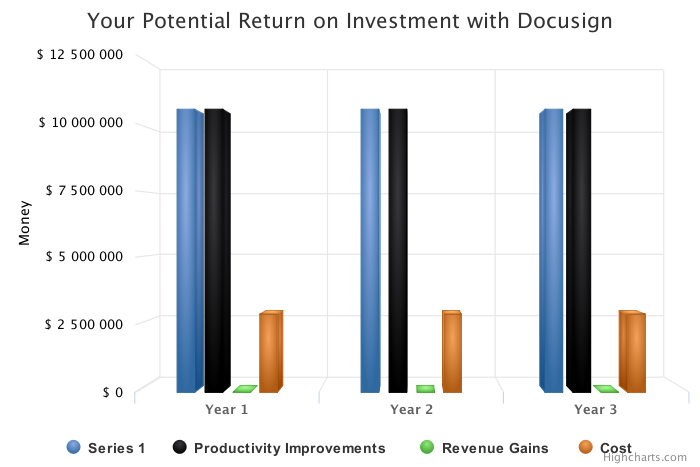 Your Potential Return on Investment with Docusign
$ 12 500 000
$ 10 000 000
$ 7 500 000
$ 5 000 000
$ 2 500 000
$ 0
Money
Year 1
Year 2
Year 3
Series 1
Productivity Improvements
Revenue Gains
Cost
Highcharts.com